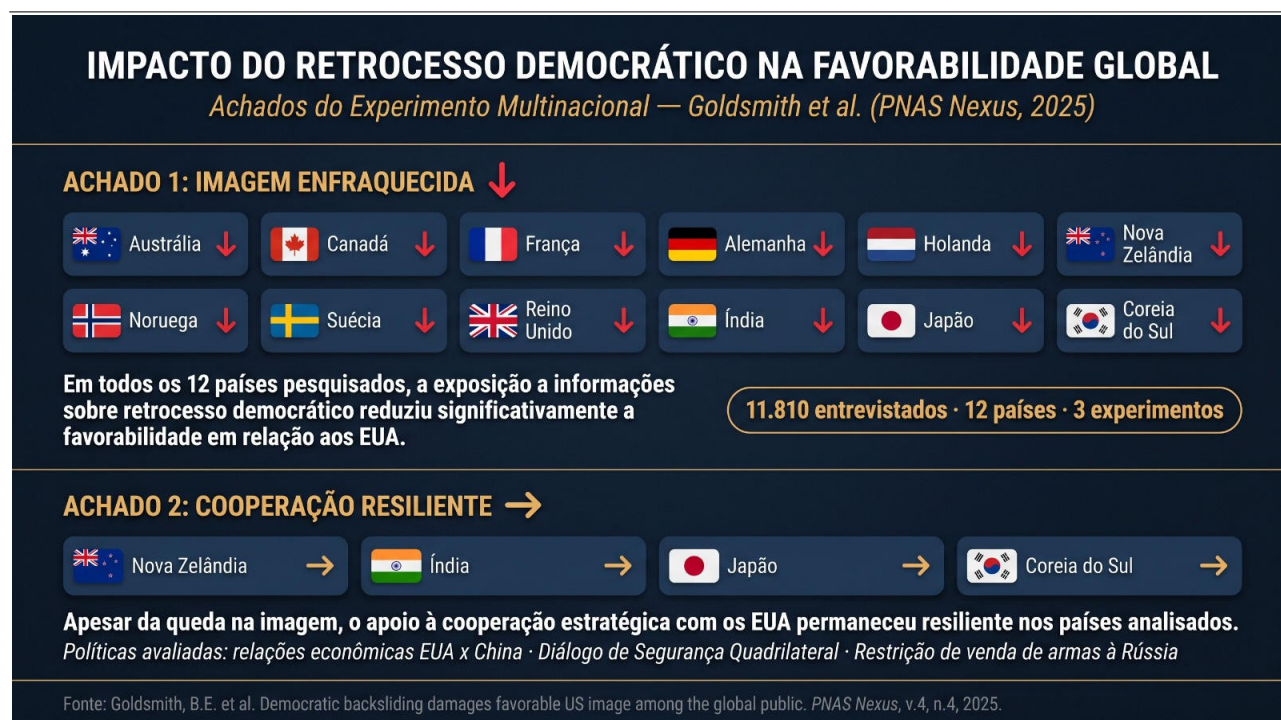 IMPACTO DO RETROCESSO DEMOCRÁTICO NA FAVORABILIDADE GLOBAL
Achados do Experimento Multinacional — Goldsmith et al. (PNAS Nexus, 2025)
ACHADO 1: IMAGEM ENFRAQUECIDA
Austrália
Canadá
França
Alemanha
Holanda
Nova
Zelândia
Noruega
Suécia
Reino
Unido
Índia
Japão
Coreia
do Sul
Em todos os 12 países pesquisados, a exposição a informações
sobre retrocesso democrático reduziu significativamente a
favorabilidade em relação aos EUA.
11.810 entrevistados · 12 países · 3 experimentos
ACHADO 2: COOPERAÇÃO RESILIENTE
Nova Zelândia
Índia
Japão
Coreia do Sul
Apesar da queda na imagem, o apoio à cooperação estratégica com os EUA permaneceu resiliente nos países analisados.
Políticas avaliadas: relações econômicas EUA x China · Diálogo de Segurança Quadrilateral · Restrição de venda de armas à Rússia
Fonte: Goldsmith, B.E. et al. Democratic backsliding damages favorable US image among the global public. PNAS Nexus, v.4, n.4, 2025.